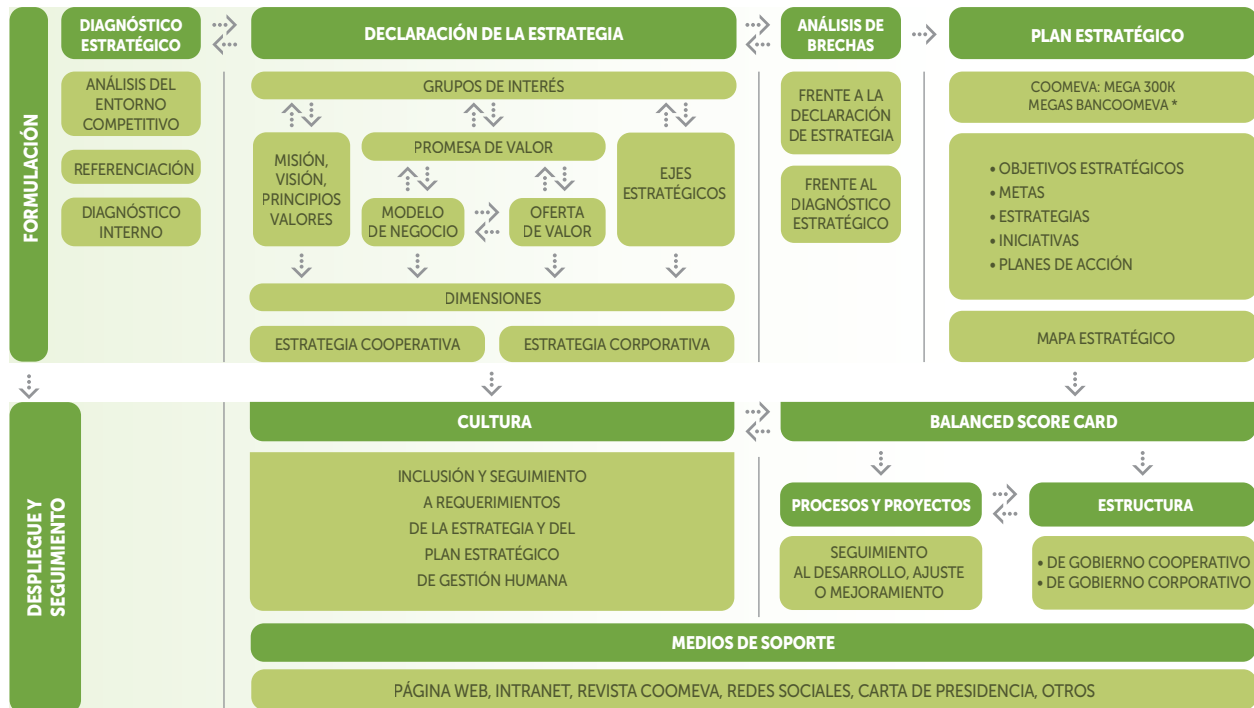 FORMULACIÓN
DIAGNÓSTICO
ESTRATÉGICO
ANÁLISIS DEL
ENTORNO
COMPETITIVO
REFERENCIACIÓN
DIAGNÓSTICO
INTERNO
DECLARACIÓN DE LA ESTRATEGIA
GRUPOS DE INTERÉS
MISIÓN,
VISIÓN,
PRINCIPIOS
VALORES
PROMESA DE VALOR
MODELO
DE NEGOCIO
OFERTA
DE VALOR
EJES
ESTRATÉGICOS
DIMENSIONES
ESTRATEGIA COOPERATIVA
ESTRATEGIA CORPORATIVA
ANÁLISIS DE
BRECHAS
FRENTE A LA
DECLARACIÓN
DE ESTRATEGIA
FRENTE AL
DIAGNÓSTICO
ESTRATÉGICO
PLAN ESTRATÉGICO
COOMEVA: MEGA 300K
MEGAS BANCOOMEVA *
• OBJETIVOS ESTRATÉGICOS
• METAS
• ESTRATEGIAS
• INICIATIVAS
• PLANES DE ACCIÓN
MAPA ESTRATÉGICO
DESPLIEGUE Y
SEGUIMIENTO
CULTURA
INCLUSIÓN Y SEGUIMIENTO
A REQUERIMIENTOS
DE LA ESTRATEGIA Y DEL
PLAN ESTRATÉGICO
DE GESTIÓN HUMANA
BALANCED SCORE CARD
PROCESOS Y PROYECTOS
SEGUIMIENTO
AL DESARROLLO, AJUSTE
O MEJORAMIENTO
ESTRUCTURA
• DE GOBIERNO COOPERATIVO
• DE GOBIERNO CORPORATIVO
MEDIOS DE SOPORTE
PÁGINA WEB, INTRANET, REVISTA COOMEVA, REDES SOCIALES, CARTA DE PRESIDENCIA, OTROS